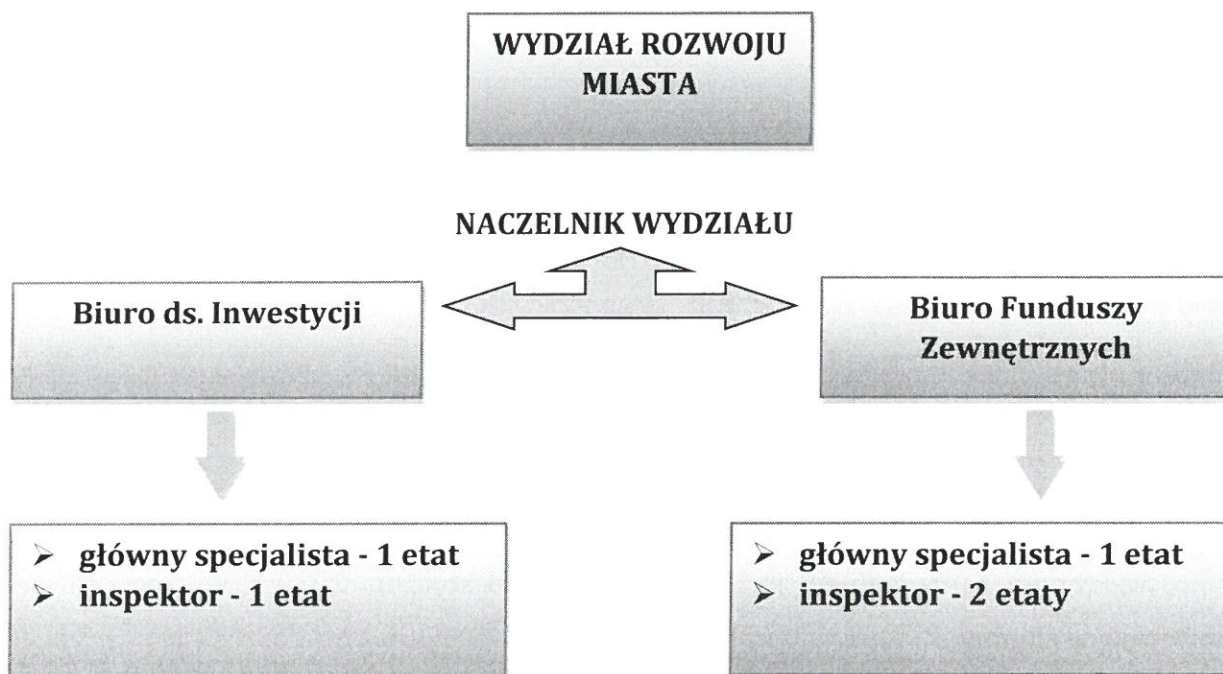 WYDZIAŁ ROZWOJU
MIASTA
NACZELNIK WYDZIAŁU
Biuro ds. Inwestycji
Biuro Funduszy
Zewnętrznych
➢ główny specjalista - 1 etat
➢ inspektor - 1 etat
➢ główny specjalista - 1 etat
➢ inspektor - 2 etaty